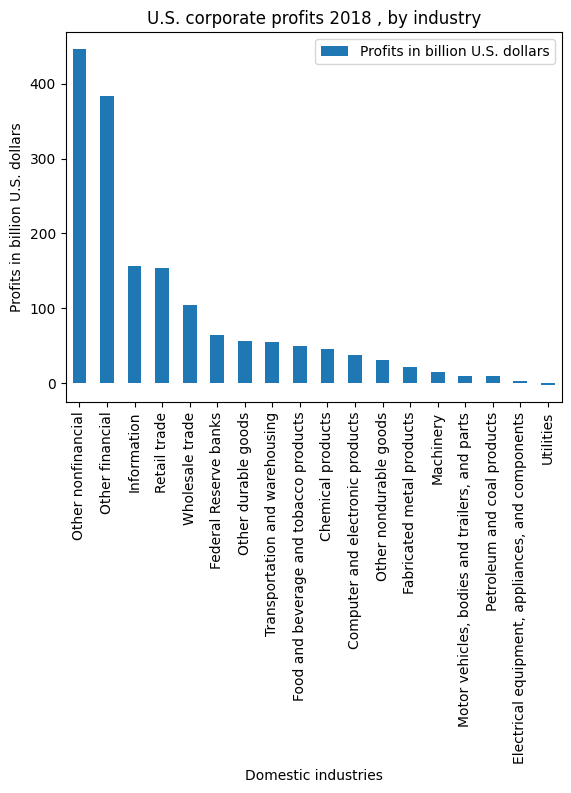 U.S. corporate profits 2018 , by industry
Profits in billion U.S. dollars
Profits in billion U.S. dollars
400
300
200
100
0
Other nonfinancial
Other financial
Information
Retail trade
Wholesale trade
Federal Reserve banks
Other durable goods
Transportation and warehousing
Food and beverage and tobacco products
Chemical products
Computer and electronic products
Other nondurable goods
Fabricated metal products
Machinery
Motor vehicles, bodies and trailers, and parts
Petroleum and coal products
Electrical equipment, appliances, and components
Utilities
Domestic industries